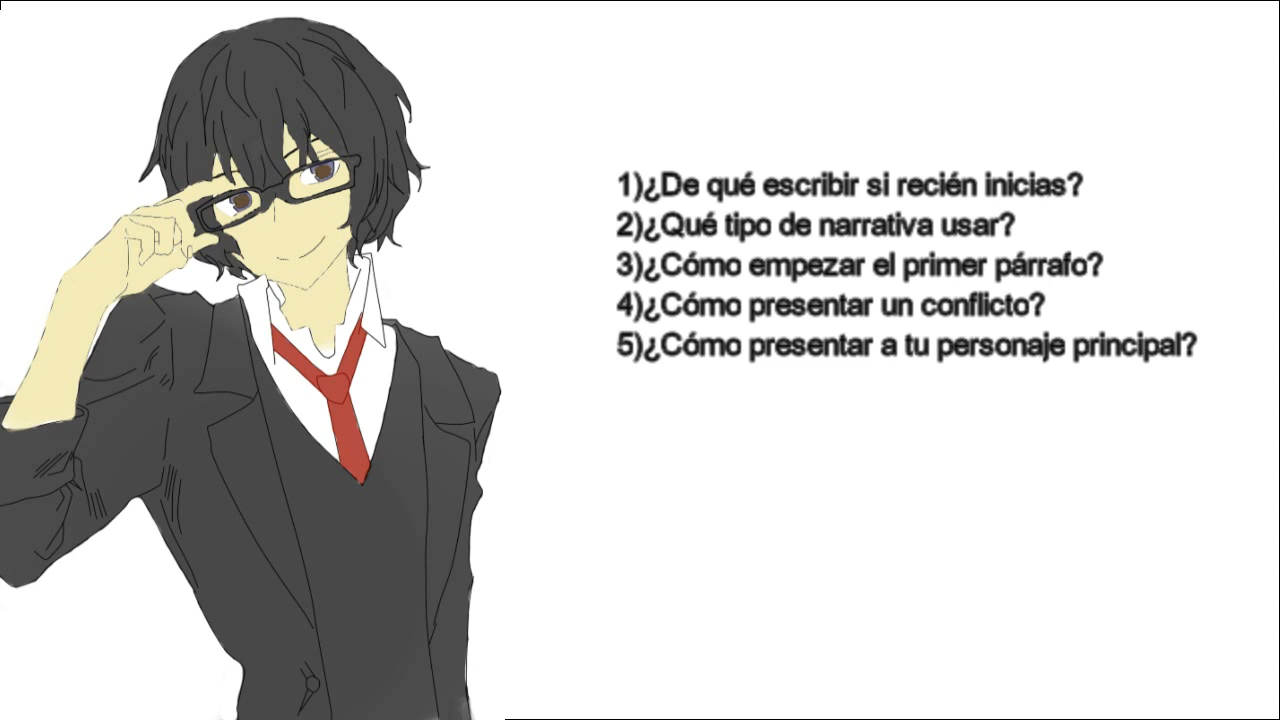 1)¿De qué escribir si recién inicias?
2)¿Qué tipo de narrativa usar?
3)¿Cómo empezar el primer párrafo?
4)¿Cómo presentar un conflicto?
5)¿Cómo presentar a tu personaje principal?